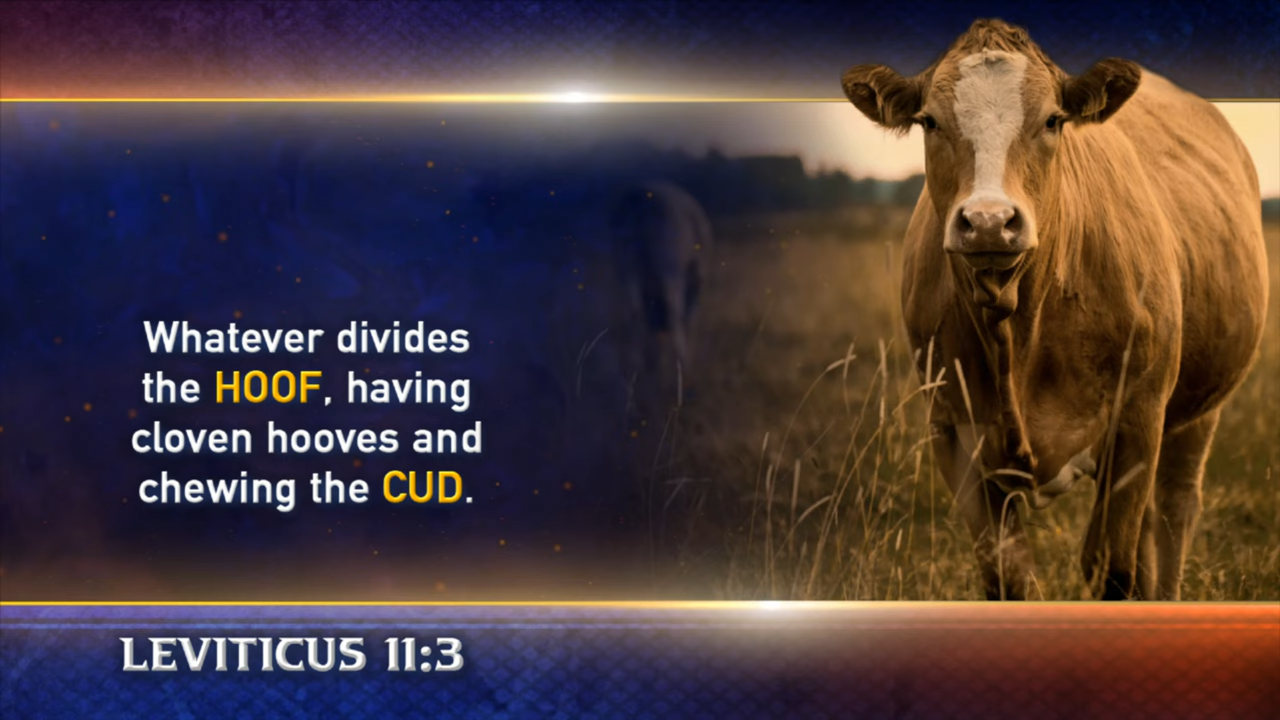 Whatever divides
the HOOF, having
cloven hooves and
chewing the CUD.
LEVITICUS 11:3